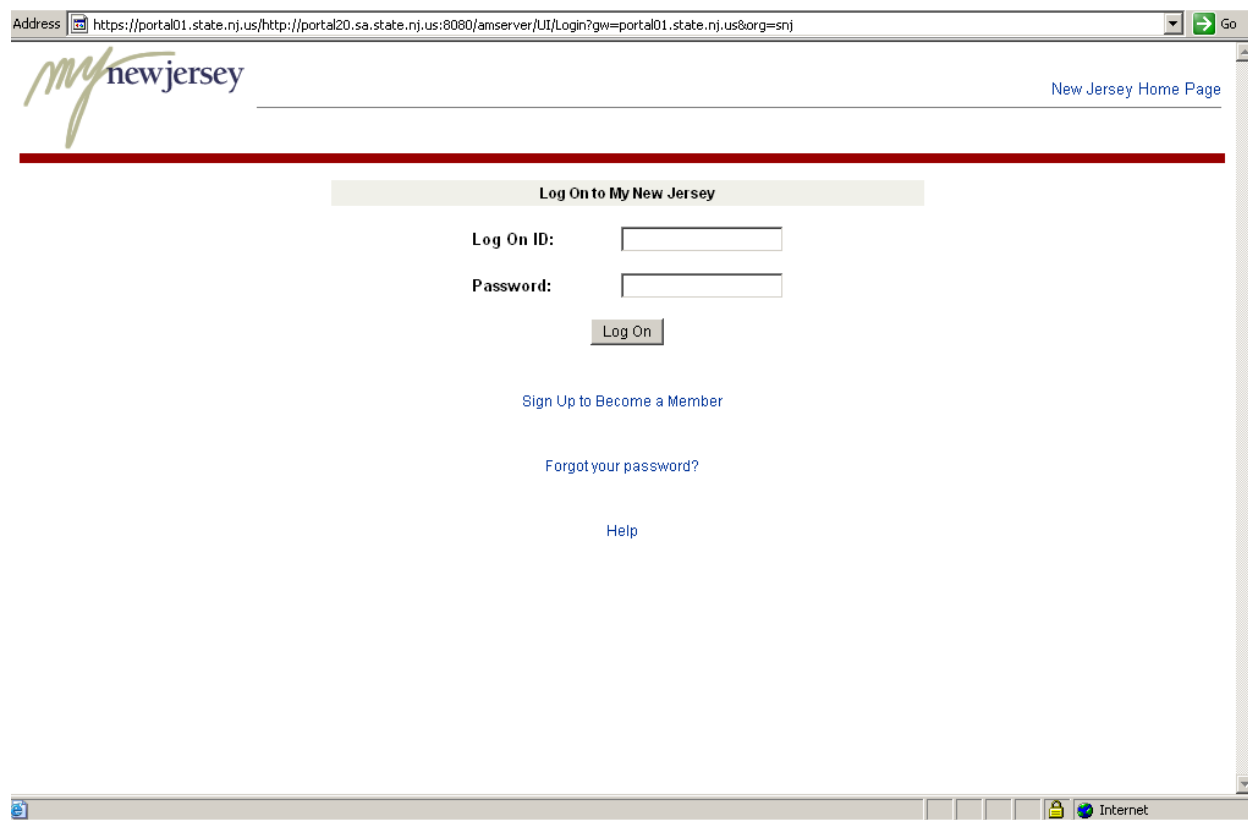 Address https://portal01.state.nj.us/http://portal20.sa.state.nj.us:8080/amserver/UI/Login?gw=portal01.state.nj.us&org=snj Go
my newjersey
New Jersey Home Page
Log On to My New Jersey
Log On ID:
Password:
Log On
Sign Up to Become a Member
Forgot your password?
Help
Internet